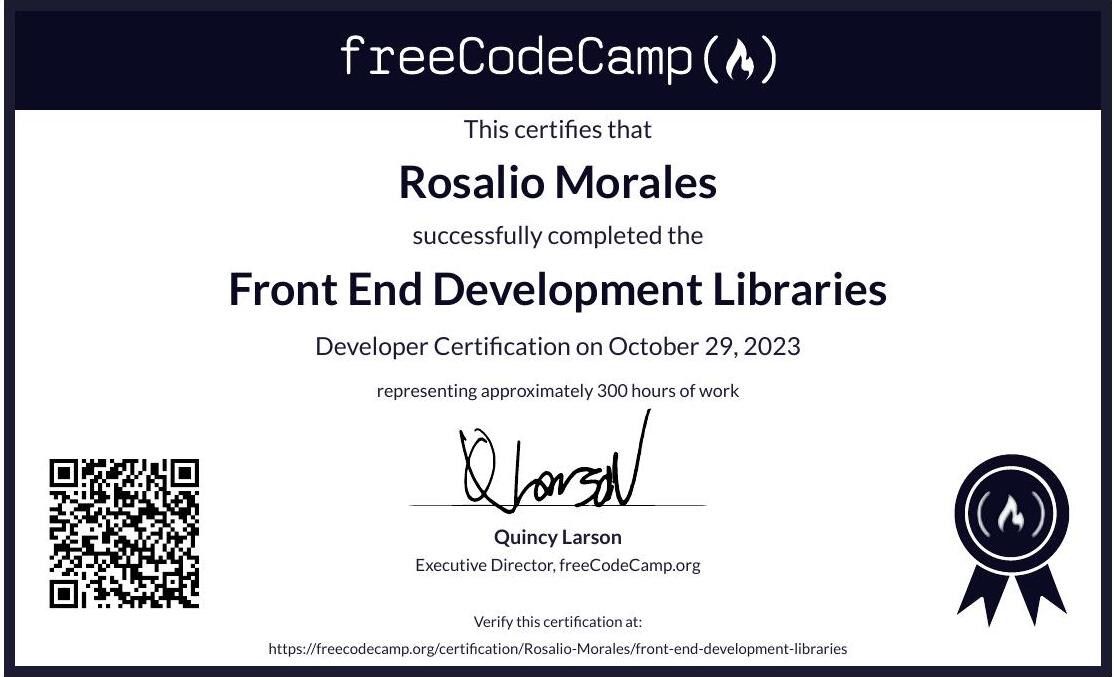 freeCodeCamp
This certifies that
Rosalio Morales
successfully completed the
Front End Development Libraries
Developer Certification on October 29, 2023
representing approximately 300 hours of work
Q Larson
Quincy Larson
Executive Director, freeCodeCamp.org
Verify this certification at:
https://freecodecamp.org/certification/Rosalio-Morales/front-end-development-libraries